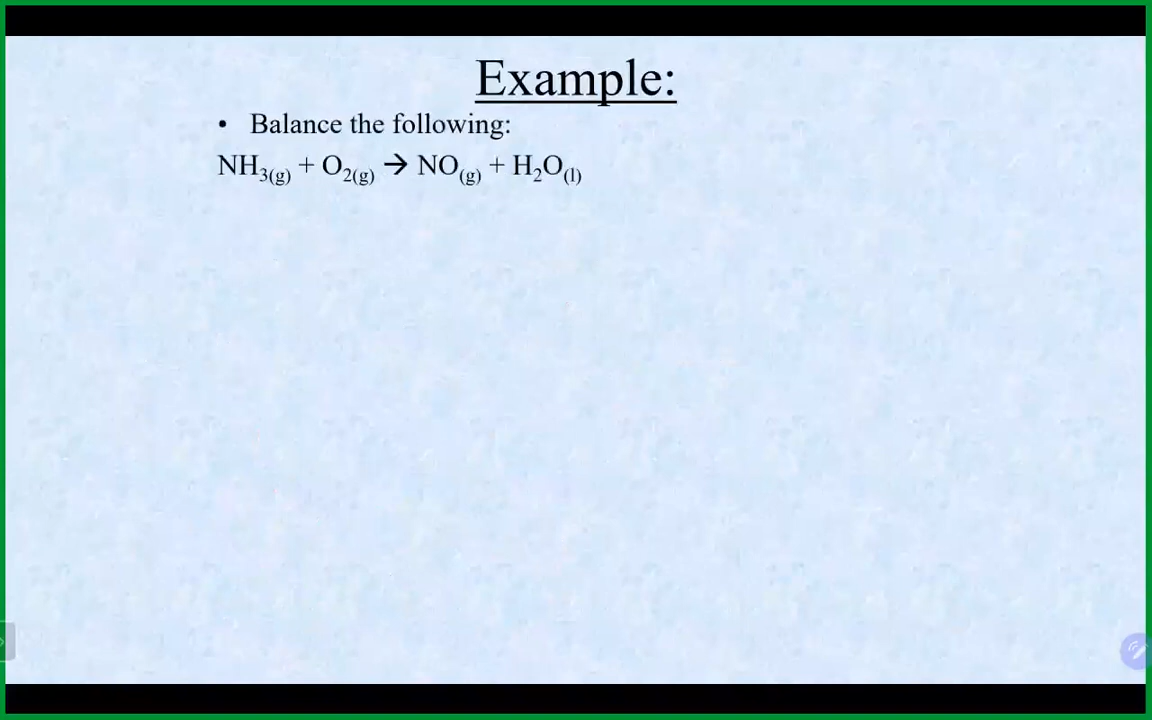 Example:
• Balance the following:
NH₃(g) + O₂(g) → NO(g) + H₂O(l)